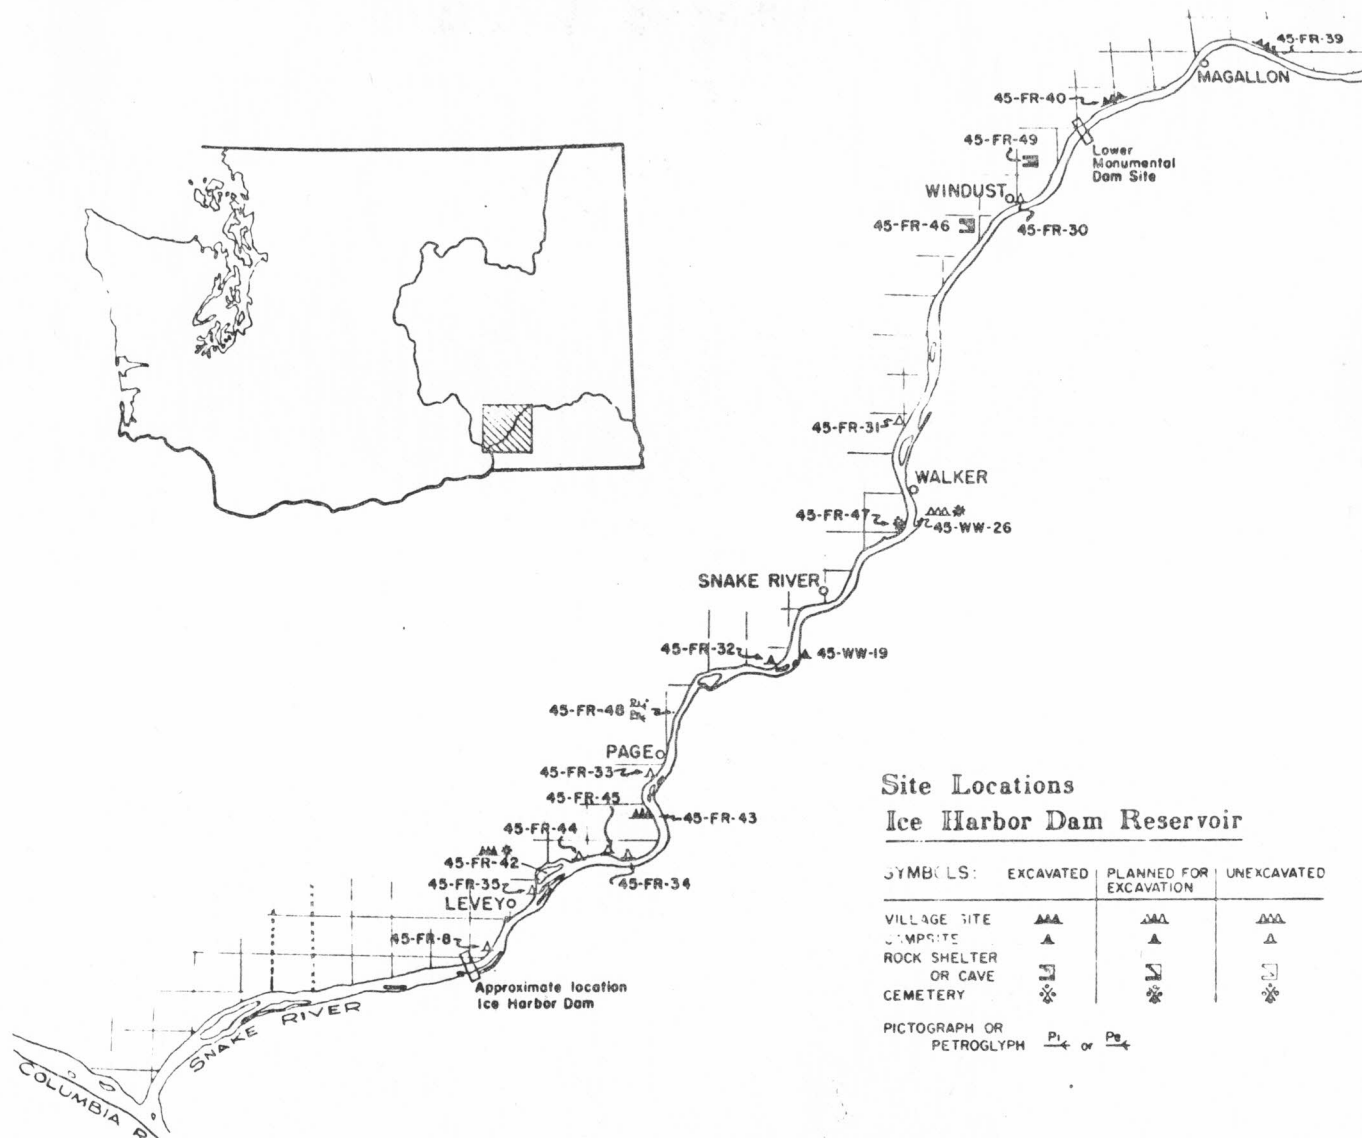 45-FR-39
MAGALLON
45-FR-40
45-FR-49
Lower
Monumental
Dam Site
WINDUST
45-FR-46
45-FR-30
45-FR-31
WALKER
45-FR-47
45-WW-26
SNAKE RIVER
45-FR-32
45-WW-19
45-FR-48
PAGE
45-FR-33
45-FR-45
45-FR-43
45-FR-44
45-FR-42
45-FR-35
45-FR-34
LEVEY
45-FR-8
Approximate location
Ice Harbor Dam
SNAKE RIVER
COLUMBIA R
Site Locations
Ice Harbor Dam Reservoir
SYMBOLS: EXCAVATED PLANNED FOR EXCAVATION UNEXCAVATED
VILLAGE SITE
CAMPSITE
ROCK SHELTER
OR CAVE
CEMETERY
PICTOGRAPH OR
PETROGLYPH Pi or Pe